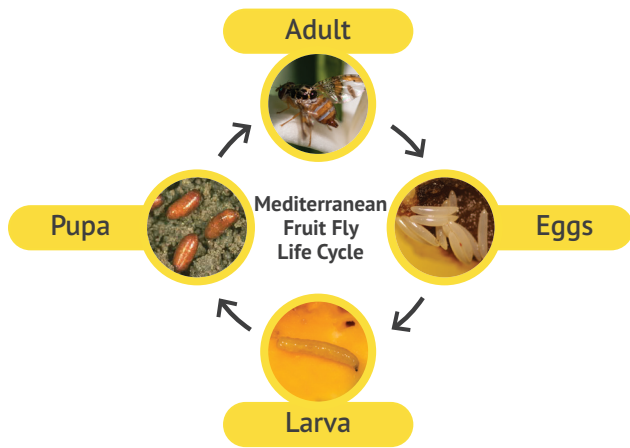 Adult
Pupa
Mediterranean
Fruit Fly
Life Cycle
Eggs
Larva